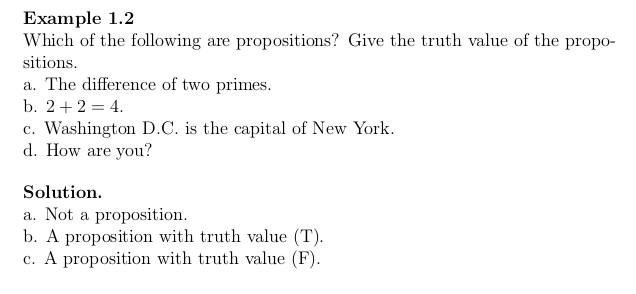 Example 1.2
Which of the following are propositions? Give the truth value of the propo-
sitions.
a. The difference of two primes.
b. 2 + 2 = 4.
c. Washington D.C. is the capital of New York.
d. How are you?
Solution.
a. Not a proposition.
b. A proposition with truth value (T).
c. A proposition with truth value (F).